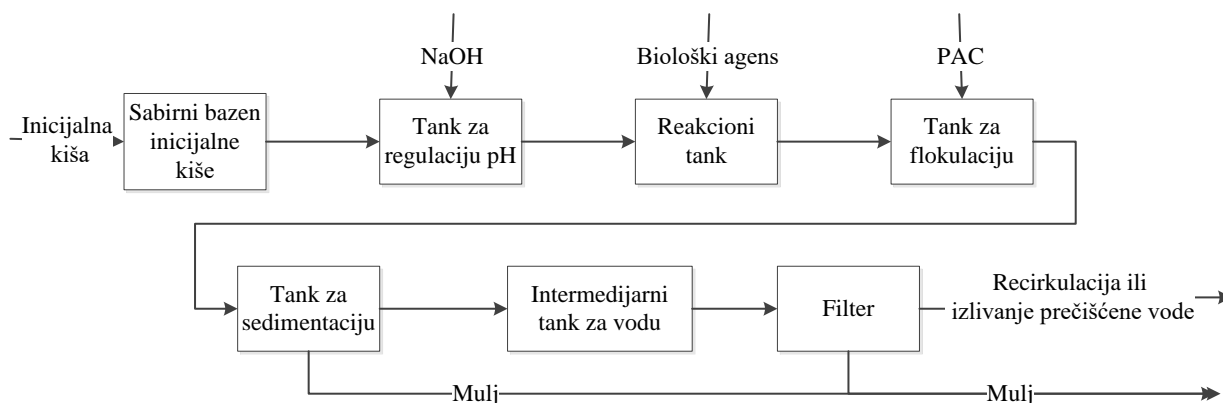 NaOH
Biološki agens
PAC
Inicijalna
kiša
Sabirni bazen
inicijalne
kiše
Tank za
regulaciju pH
Reakcioni
tank
Tank za
flokulaciju
Tank za
sedimentaciju
Intermedijarni
tank za vodu
Filter
Recirkulacija ili
izlivanje prečišćene vode
Mulj
Mulj